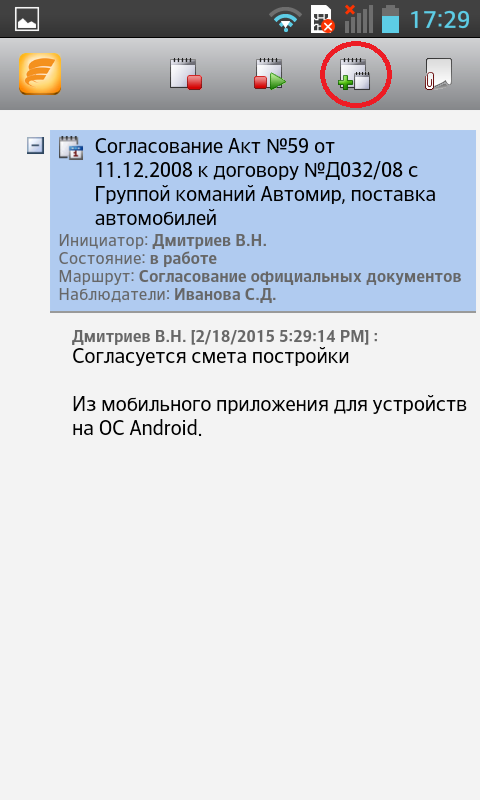 17:29
Согласование Акт №59 от
11.12.2008 к договору №Д032/08 с
Группой команий Автомир, поставка
автомобилей
Инициатор: Дмитриев В.Н.
Состояние: в работе
Маршрут: Согласование официальных документов
Наблюдатели: Иванова С.Д.
Дмитриев В.Н. [2/18/2015 5:29:14 PM] :
Согласуется смета постройки
Из мобильного приложения для устройств
на ОС Android.